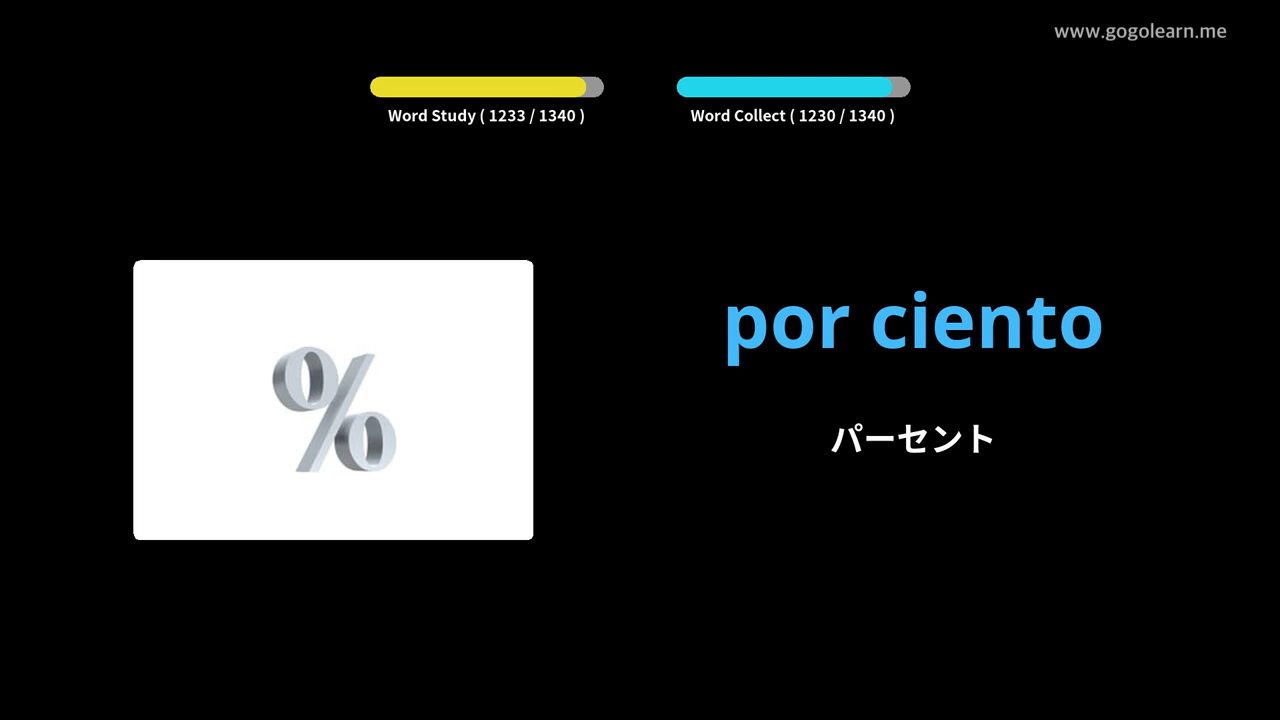 www.gogolearn.me
Word Study ( 1233 / 1340 )
Word Collect ( 1230 / 1340 )
%
por ciento
パーセント